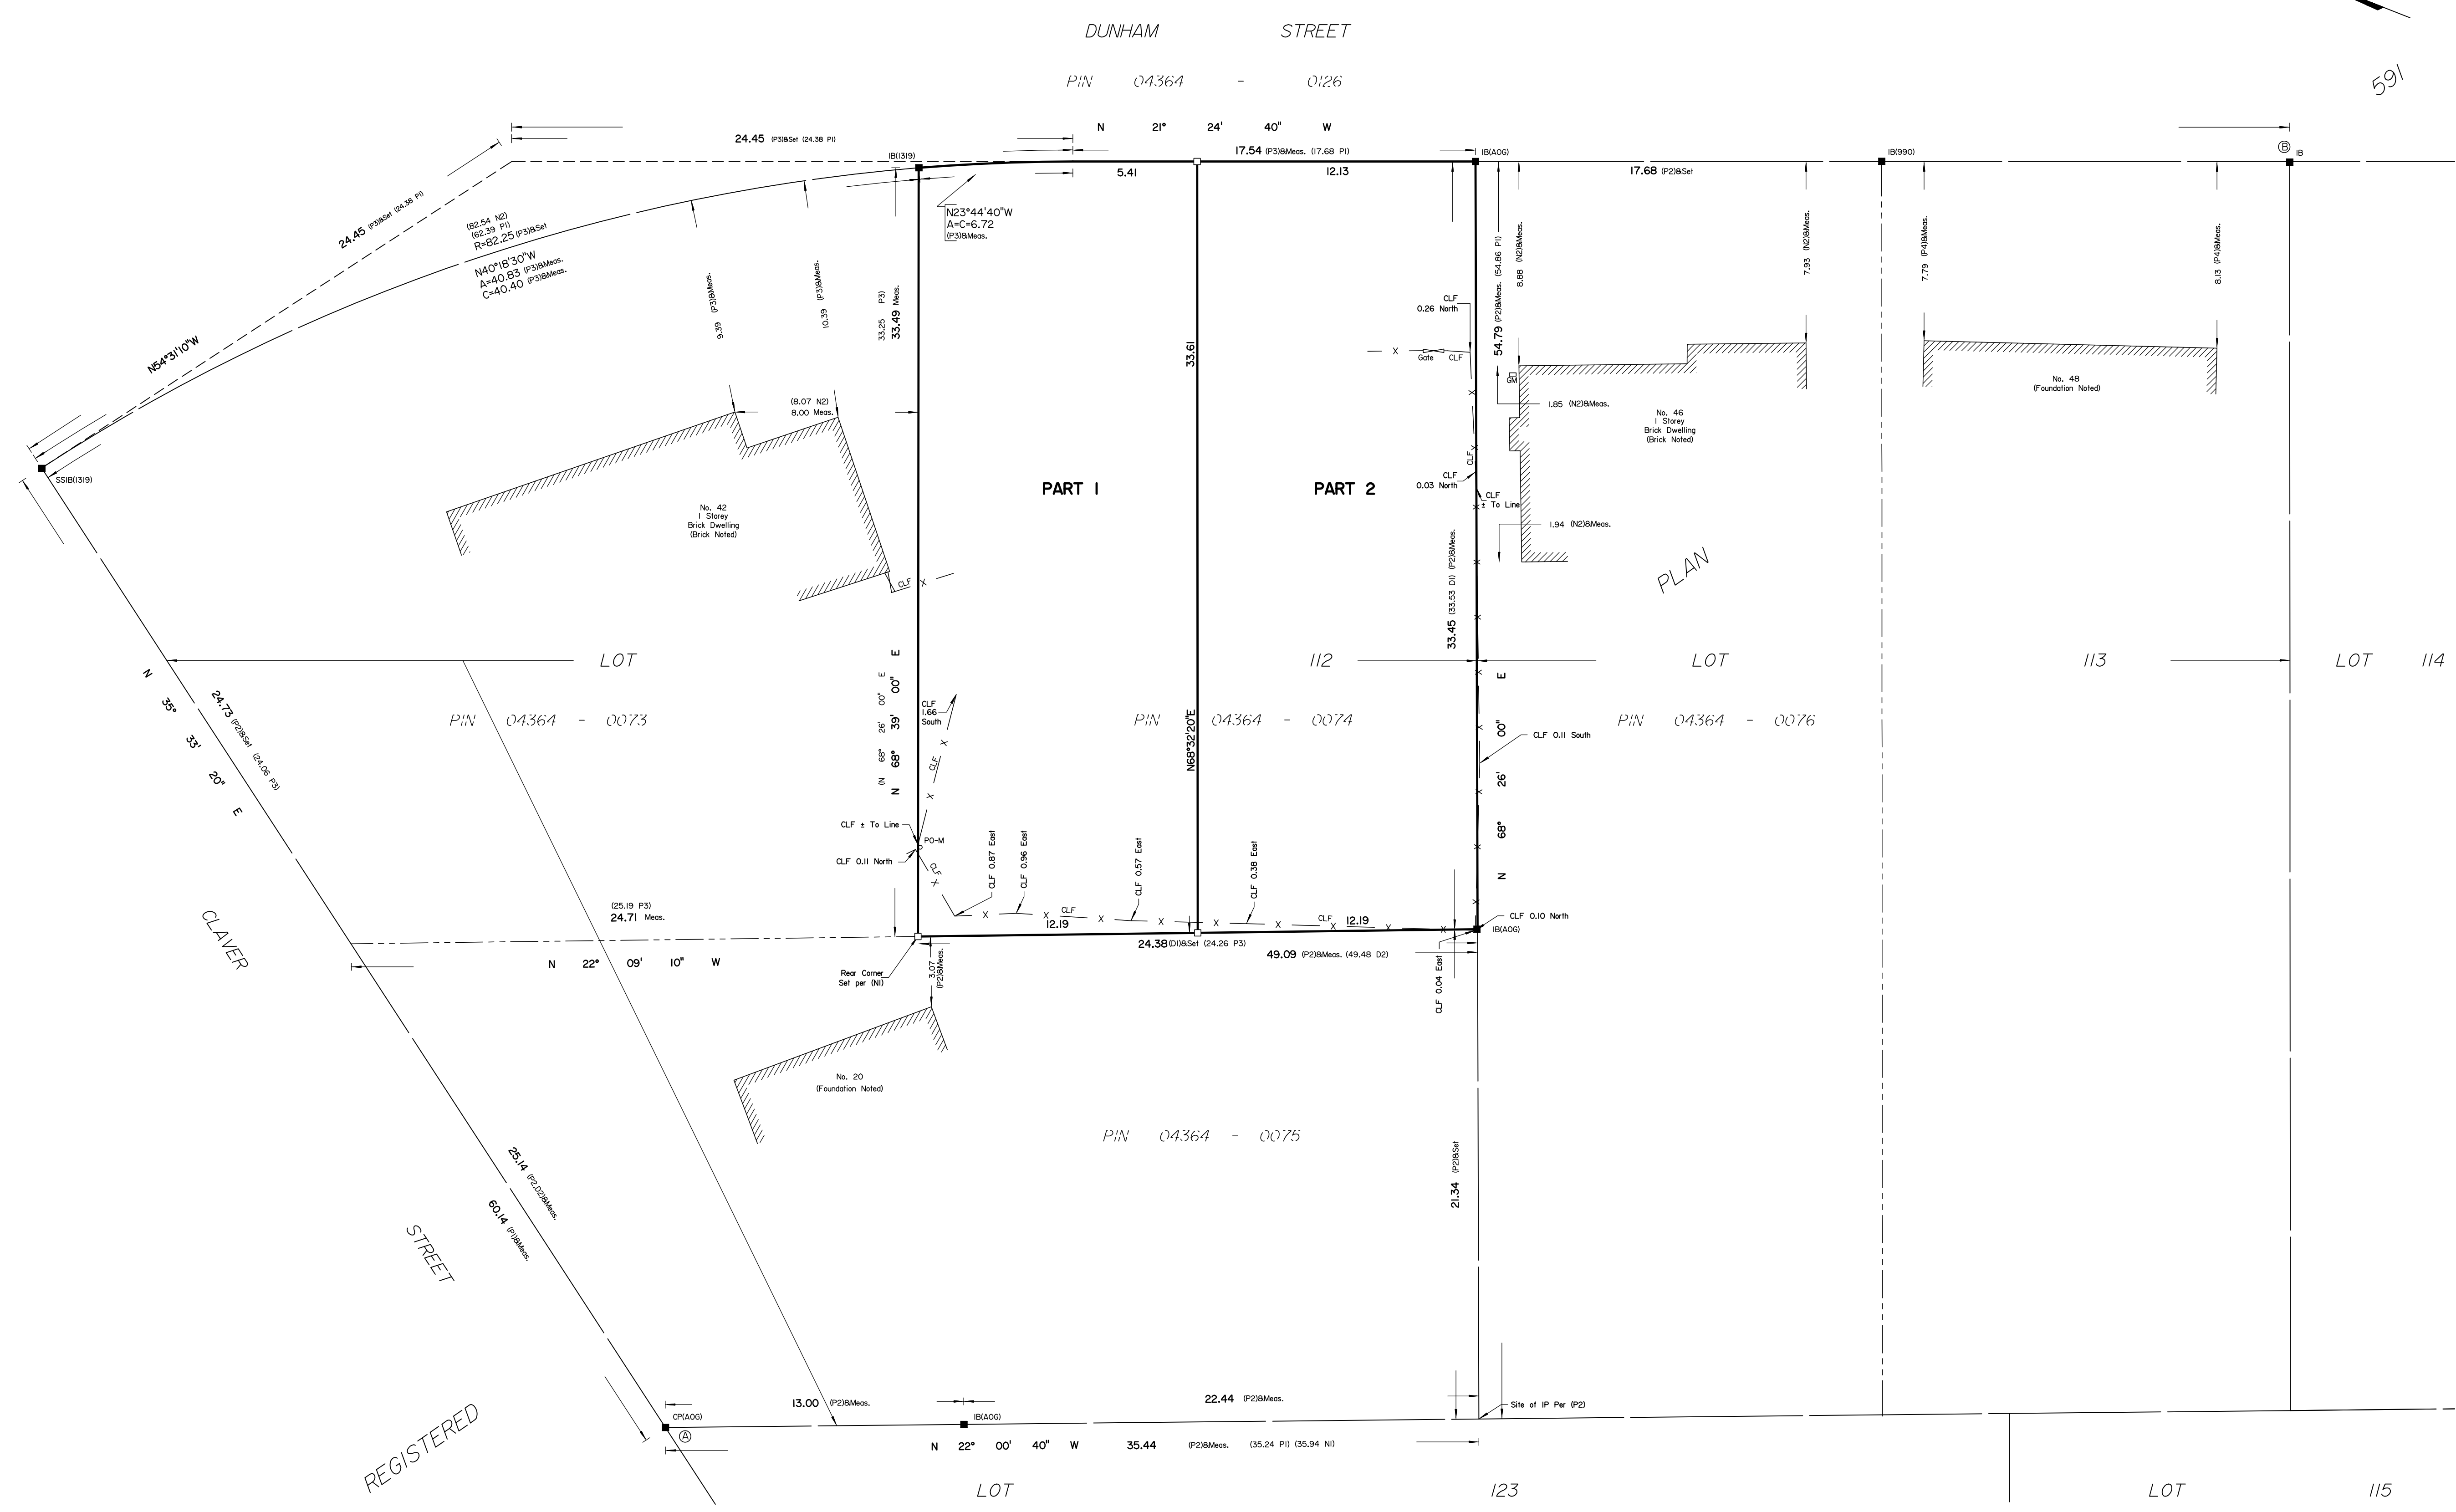 DUNHAM STREET
PIN 04364 - 0126
591
N 21° 24' 40" W
24.45 (P3)&Set (24.38 P1)
17.54 (P3)&Meas. (17.68 P1)
IB(1319)
IB(AOG)
IB(990)
B
IB
5.41
12.13
17.68 (P2)&Set
24.45 (P3)&Set (24.38 P1)
(82.54 N2)
(62.39 P1)
R=82.25 (P3)&Set
N40°18'30"W
A=40.83 (P3)&Meas.
C=40.40 (P3)&Meas.
N23°44'40"W
A=C=6.72
(P3)&Meas.
N54°31'10"W
SSIB(1319)
9.39 (P3)&Meas.
10.39 (P3)&Meas.
33.25 P3)
33.49 Meas.
33.61
54.79 (P2)&Meas. (54.86 P1)
8.88 (N2)&Meas.
7.93 (N2)&Meas.
7.79 (P4)&Meas.
8.13 (P4)&Meas.
CLF
0.26 North
Gate
CLF
GM
(8.07 N2)
8.00 Meas.
1.85 (N2)&Meas.
No. 46
1 Storey
Brick Dwelling
(Brick Noted)
No. 48
(Foundation Noted)
PART 1
PART 2
CLF
CLF
0.03 North
CLF
± To Line
1.94 (N2)&Meas.
No. 42
1 Storey
Brick Dwelling
(Brick Noted)
CLF
33.45 (33.53 D1) (P2)&Meas.
PLAN
LOT
112
LOT
113
LOT 114
N 35° 33' 20" E
24.73 (P2)&Set (24.06 P3)
(N 68° 26' 00" E
N 68° 39' 00" E
CLF
1.66
South
CLF
N68°32'20"E
N 68° 26' 00" E
PIN 04364 - 0073
PIN 04364 - 0074
PIN 04364 - 0076
CLF 0.11 South
CLF ± To Line
PO-M
CLF 0.11 North
CLF
CLF 0.87 East
CLF 0.96 East
CLF 0.57 East
CLF 0.38 East
(25.19 P3)
24.71 Meas.
CLF
12.19
CLF
12.19
CLF 0.10 North
IB(AOG)
24.38 (D1)&Set (24.26 P3)
49.09 (P2)&Meas. (49.48 D2)
N 22° 09' 10" W
Rear Corner
Set per (N1)
3.07
(P2)&Meas.
CLF 0.04 East
CLAVER
STREET
No. 20
(Foundation Noted)
PIN 04364 - 0075
25.14 (P2,D2)&Meas.
60.14 (P1)&Meas.
21.34 (P2)&Set
13.00 (P2)&Meas.
22.44 (P2)&Meas.
Site of IP Per (P2)
CP(AOG)
A
IB(AOG)
N 22° 00' 40" W 35.44 (P2)&Meas. (35.24 P1) (35.94 N1)
REGISTERED
LOT 123
LOT 115